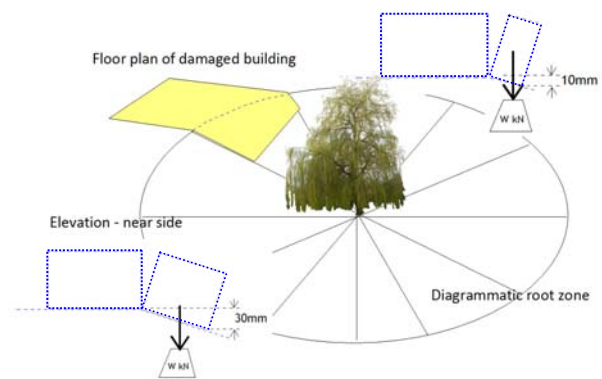 Floor plan of damaged building
10mm
W kN
Elevation - near side
Diagrammatic root zone
30mm
W kN